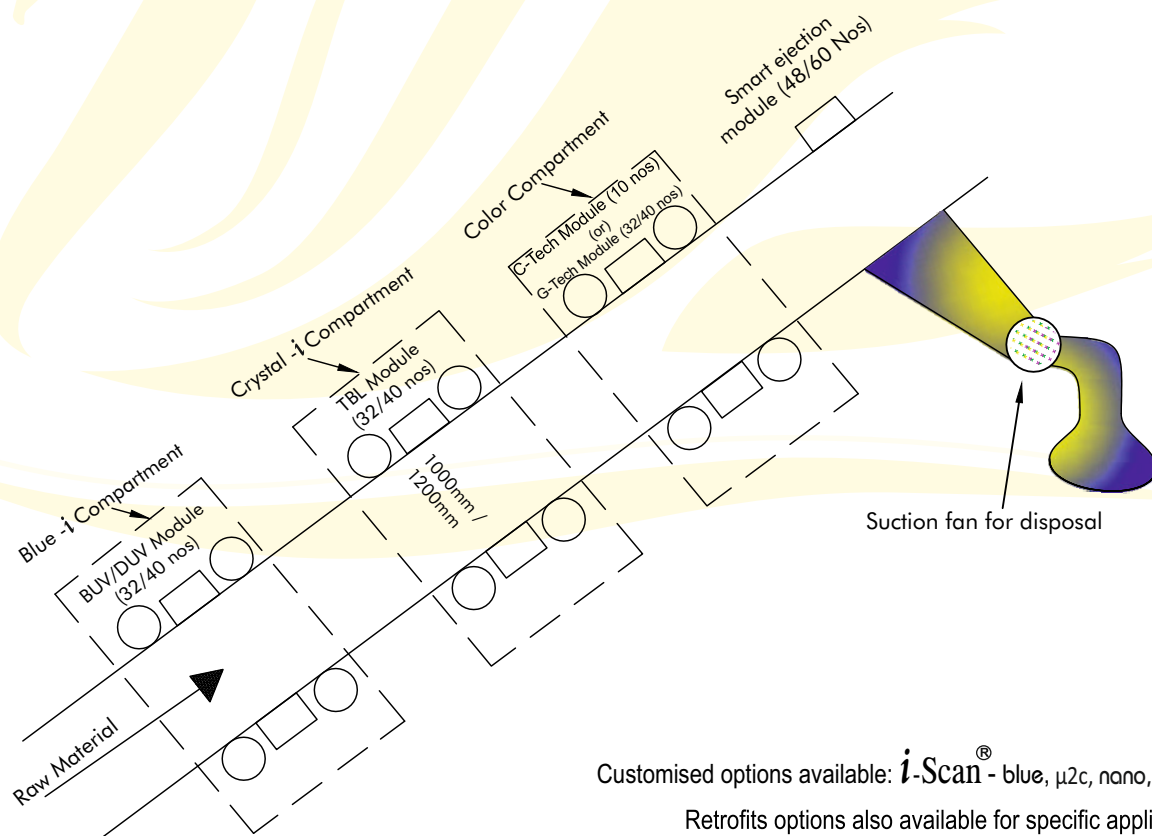 Smart ejection
module (48/60 Nos)
Color Compartment
C-Tech Module (10 nos)
(or)
G-Tech Module (32/40 nos)
Crystal -i Compartment
TBL Module
(32/40 nos)
1000mm /
1200mm
Blue -i Compartment
BUV/DUV Module
(32/40 nos)
Raw Material
Suction fan for disposal
Customised options available: i-Scan® - blue, µ2c, nano,
Retrofits options also available for specific appli